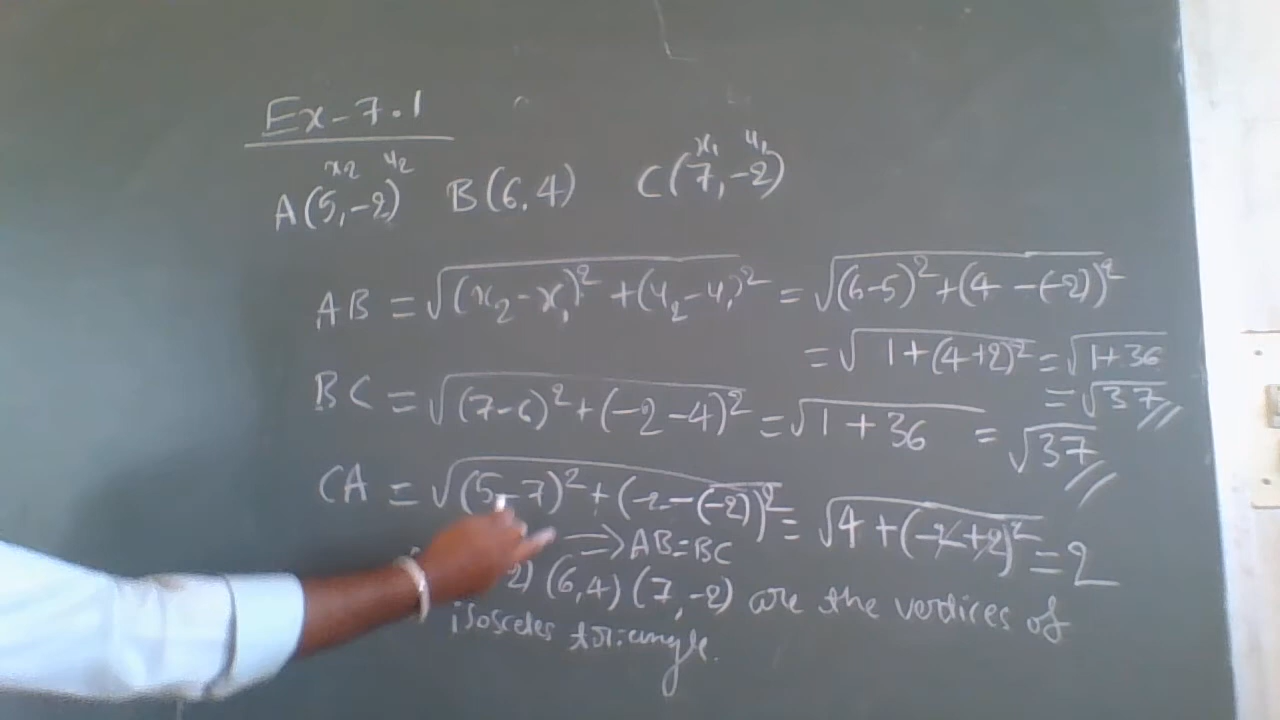 Ex-7.1
x₂ y₂ x₁ y₁
A(5,-2) B(6,4) C(7,-2)
AB = √(x₂-x₁)² + (y₂-y₁)² = √(6-5)² + (4-(-2))²
= √1+(4+2)² = √1+36
= √37
BC = √(7-6)² + (-2-4)² = √1+36 = √37
CA = √(5-7)² + (-2-(-2))² = √4+(-2+2)² = 2
⇒ AB=BC
2) (6,4) (7,-2) are the vertices of
isosceles triangle.